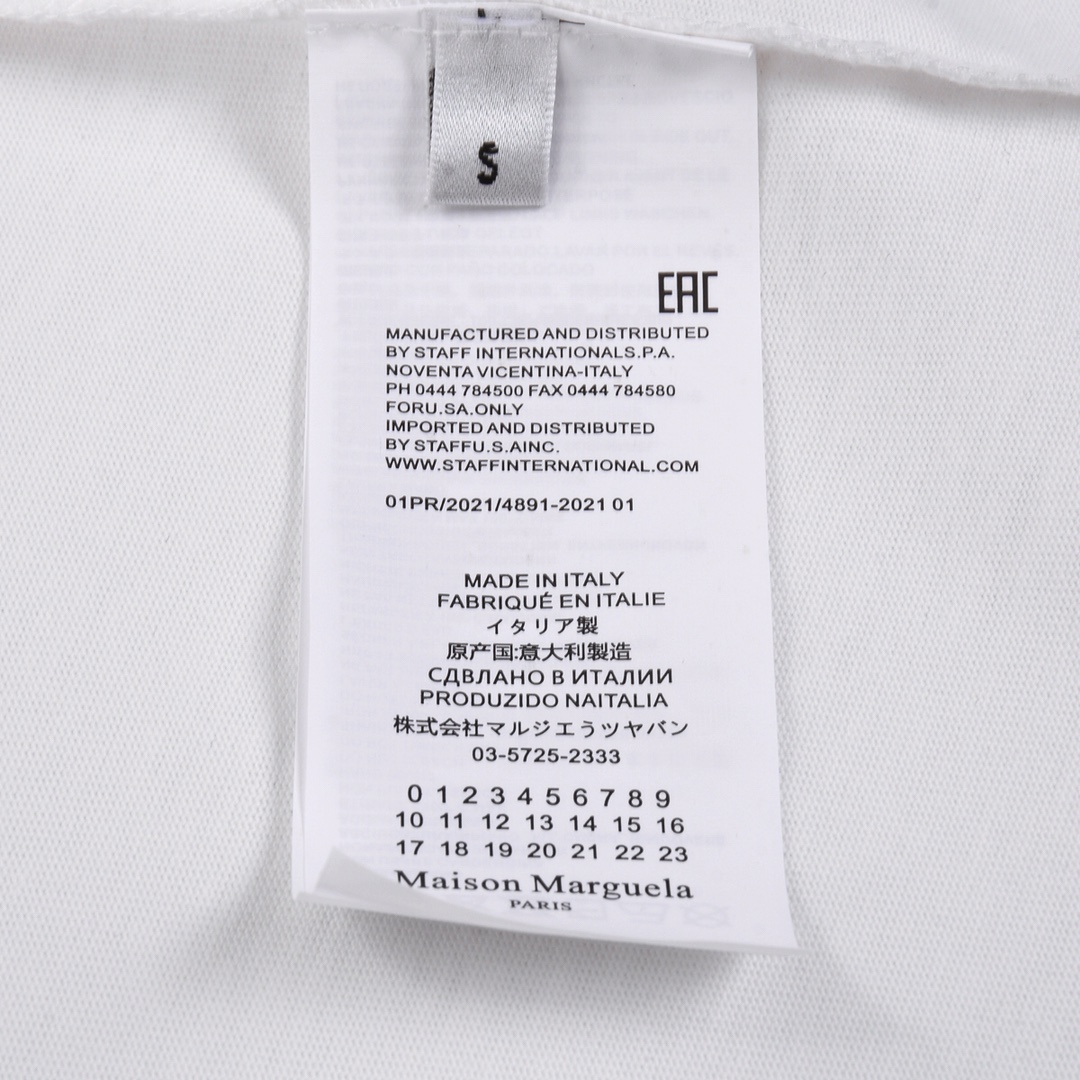 S
EAC
MANUFACTURED AND DISTRIBUTED
BY STAFF INTERNATIONALS.P.A.
NOVENTA VICENTINA-ITALY
PH 0444 784500 FAX 0444 784580
FORU.SA.ONLY
IMPORTED AND DISTRIBUTED
BY STAFFU.S.AINC.
WWW.STAFFINTERNATIONAL.COM
01PR/2021/4891-2021 01
MADE IN ITALY
FABRIQUÉ EN ITALIE
イタリア製
原产国:意大利製造
СДВЛАНО В ИТАЛИИ
PRODUZIDO NAITALIA
株式会社マルジエうツヤバン
03-5725-2333
0 1 2 3 4 5 6 7 8 9
10 11 12 13 14 15 16
17 18 19 20 21 22 23
Maison Marguela
PARIS